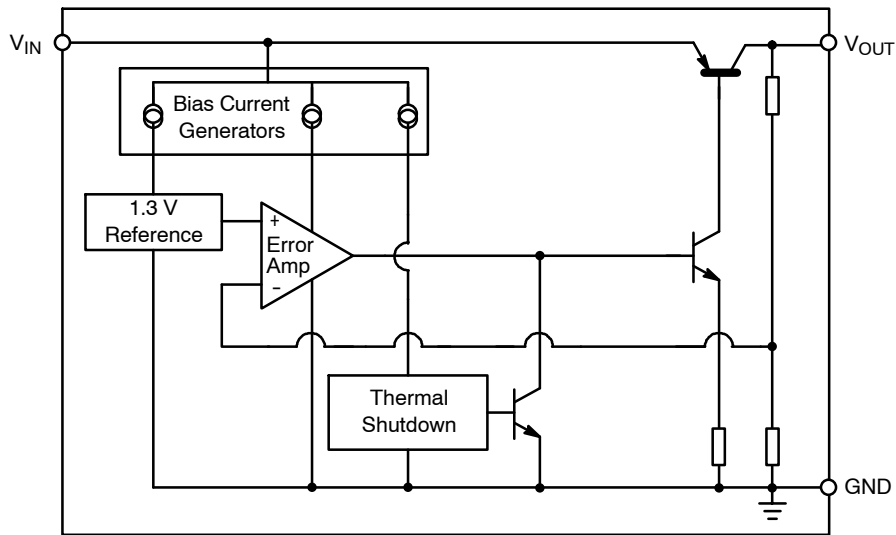 VIN
VOUT
Bias Current
Generators
1.3 V
Reference
+
Error
Amp
−
Thermal
Shutdown
GND